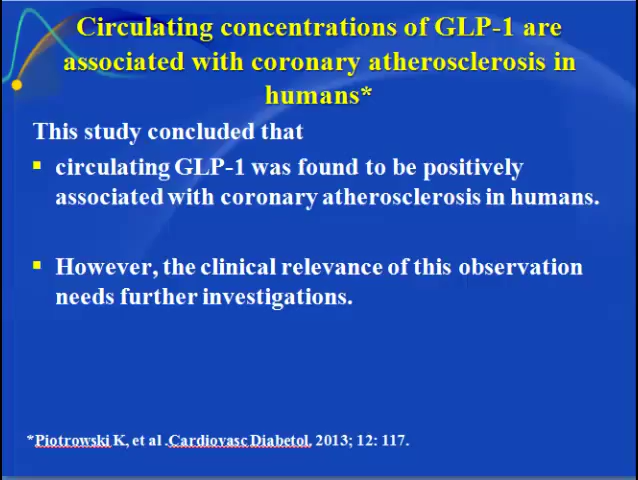 Circulating concentrations of GLP-1 are
associated with coronary atherosclerosis in
humans*
This study concluded that
▪ circulating GLP-1 was found to be positively
associated with coronary atherosclerosis in humans.
▪ However, the clinical relevance of this observation
needs further investigations.
*Piotrowski K, et al .Cardiovasc Diabetol, 2013; 12: 117.